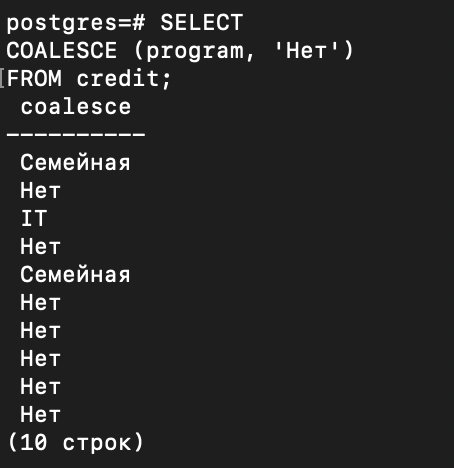 postgres=# SELECT
COALESCE (program, 'Нет')
FROM credit;
coalesce
----------
Семейная
Нет
IT
Нет
Семейная
Нет
Нет
Нет
Нет
Нет
(10 строк)